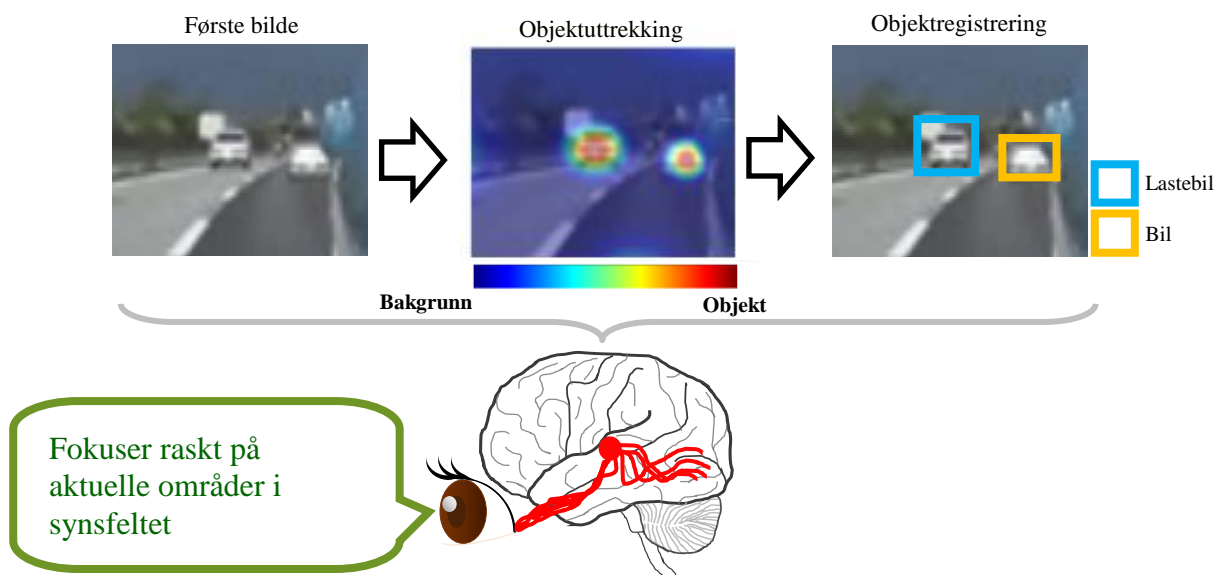 Første bilde
Objektuttrekking
Objektregistrering
Lastebil
Bil
Bakgrunn
Objekt
Fokuser raskt på
aktuelle områder i
synsfeltet